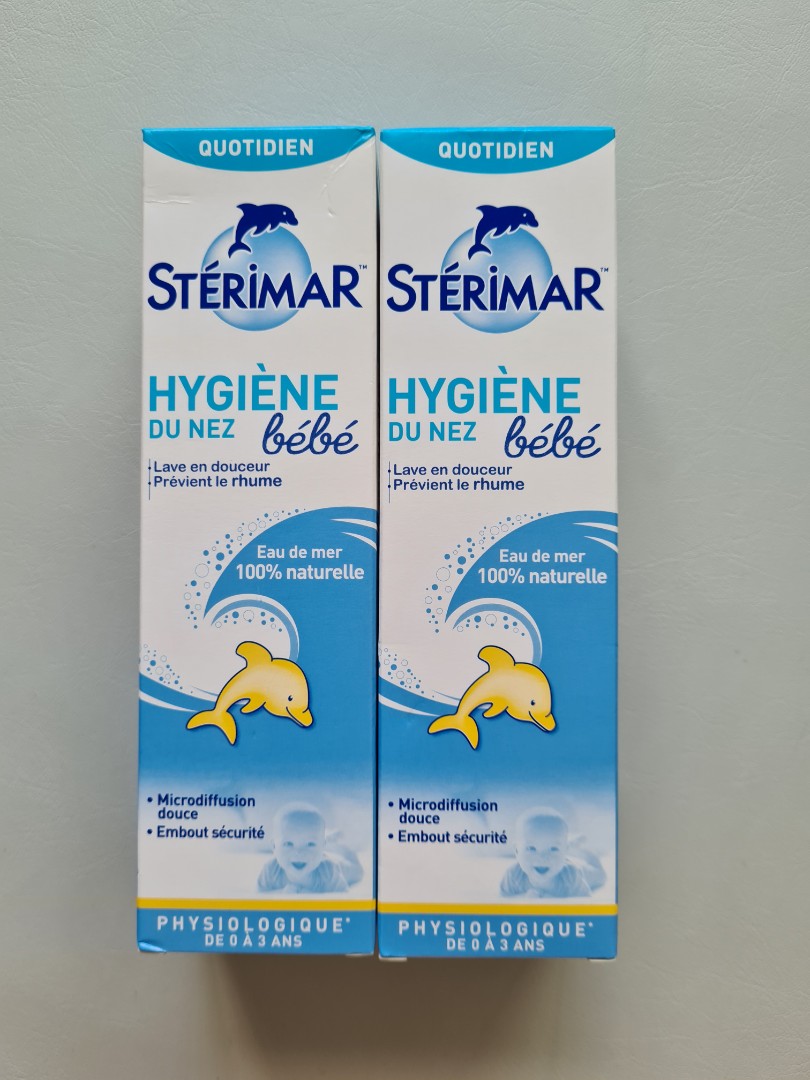 QUOTIDIEN
STÉRIMAR™
HYGIÈNE
DU NEZ bébé
Lave en douceur
Prévient le rhume
Eau de mer
100% naturelle
• Microdiffusion
douce
• Embout sécurité
PHYSIOLOGIQUE*
DE 0 À 3 ANS
QUOTIDIEN
STÉRIMAR™
HYGIÈNE
DU NEZ bébé
Lave en douceur
Prévient le rhume
Eau de mer
100% naturelle
• Microdiffusion
douce
• Embout sécurité
PHYSIOLOGIQUE*
DE 0 À 3 ANS